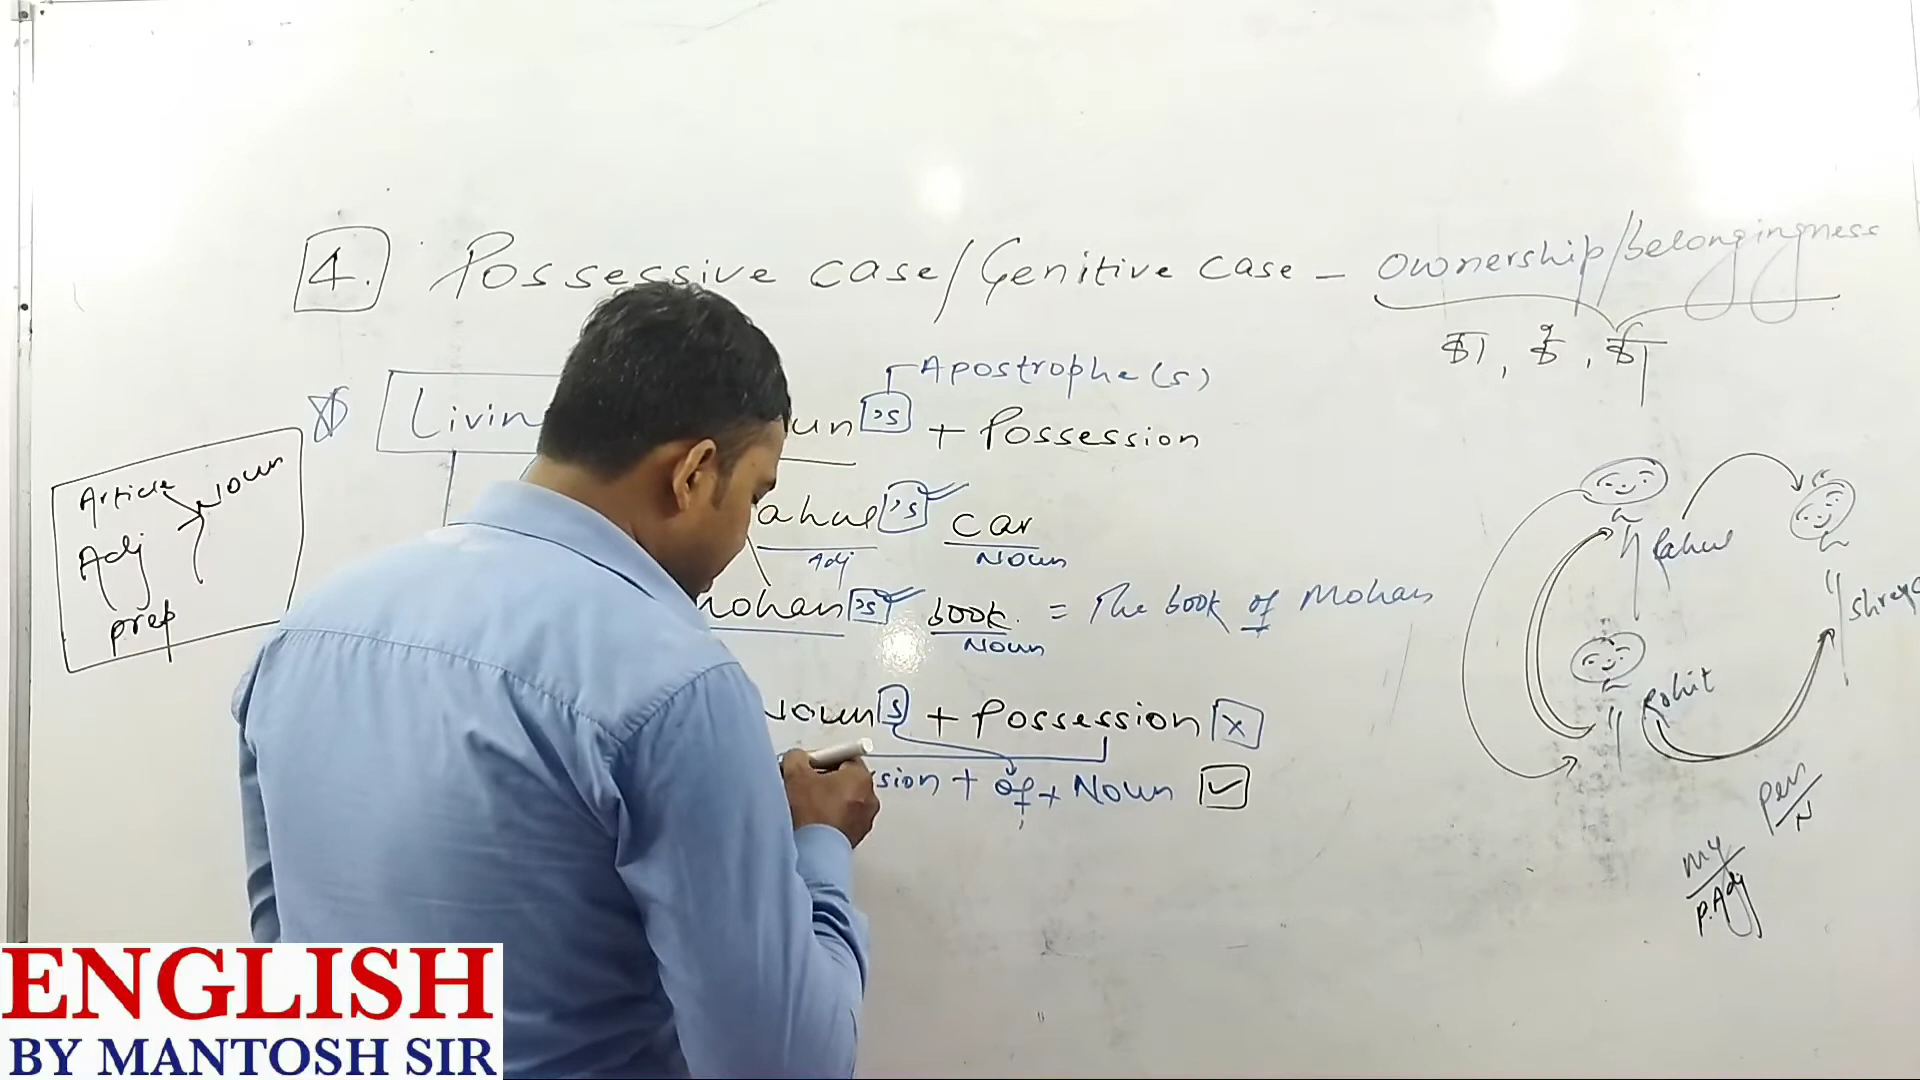 4. Possessive case/Genitive case - ownership/belongingness
का, के, की
Apostrophe(s)
Livin un 's + Possession
Article
Noun
Adj
prep
ahul 's car
Adj Noun
Mohan 's book. = The book of Mohan
Noun
Noun s + Possession x
sion + of + Noun
Rahul
Shreya
Rohit
Pen
N
my
P.Adj
ENGLISH
BY MANTOSH SIR